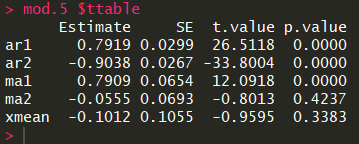 > mod.5 $ttable
Estimate SE t.value p.value
ar1 0.7919 0.0299 26.5118 0.0000
ar2 -0.9038 0.0267 -33.8004 0.0000
ma1 0.7909 0.0654 12.0918 0.0000
ma2 -0.0555 0.0693 -0.8013 0.4237
xmean -0.1012 0.1055 -0.9595 0.3383
>